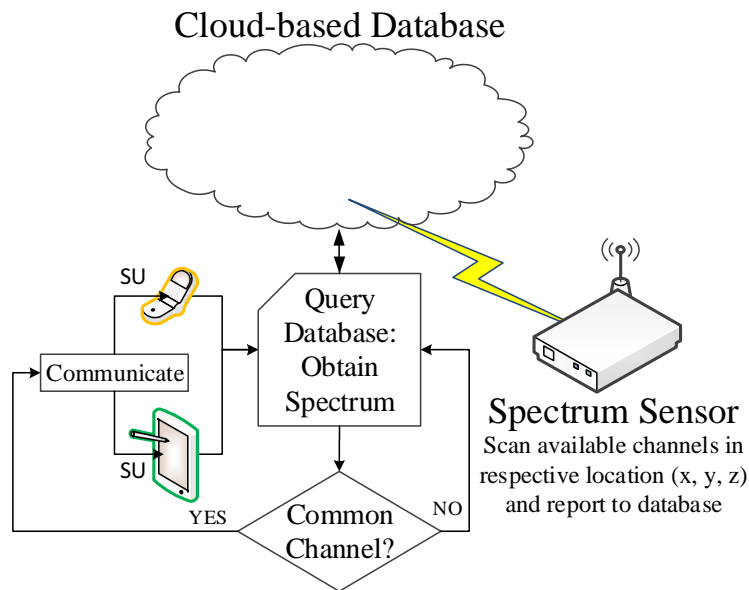 Cloud-based Database
SU
Query
Database:
Obtain
Spectrum
Communicate
SU
Spectrum Sensor
Scan available channels in
respective location (x, y, z)
and report to database
YES
NO
Common
Channel?